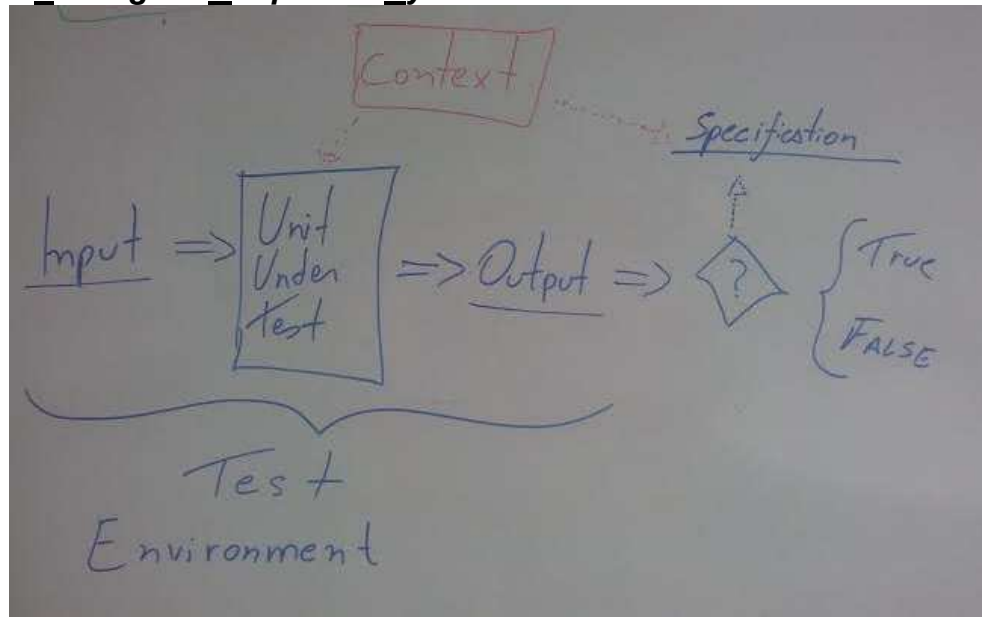 Context
Specification
Input => Unit Under Test => Output => ? True
FALSE
Test
Environment